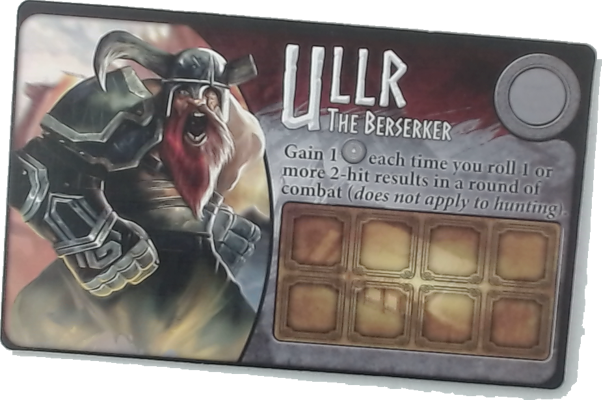 ULLR
THE BERSERKER
Gain 1 each time you roll 1 or
more 2-hit results in a round of
combat (does not apply to hunting).